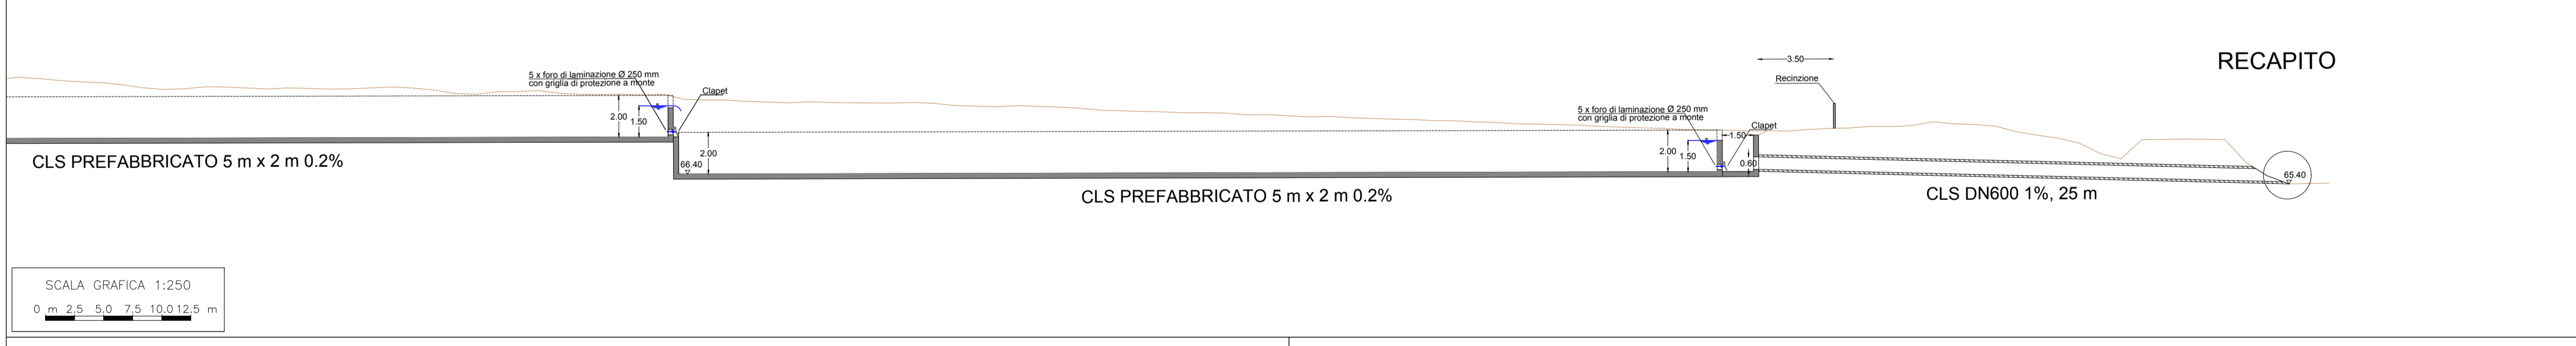 RECAPITO
3.50
Recinzione
5 x foro di laminazione Ø 250 mm
con griglia di protezione a monte
Clapet
2.00
1.50
2.00
66.40
CLS PREFABBRICATO 5 m x 2 m 0.2%
5 x foro di laminazione Ø 250 mm
con griglia di protezione a monte
Clapet
1.50
2.00
1.50
0.60
CLS PREFABBRICATO 5 m x 2 m 0.2%
65.40
CLS DN600 1%, 25 m
SCALA GRAFICA 1:250
0 m 2.5 5.0 7.5 10.0 12.5 m